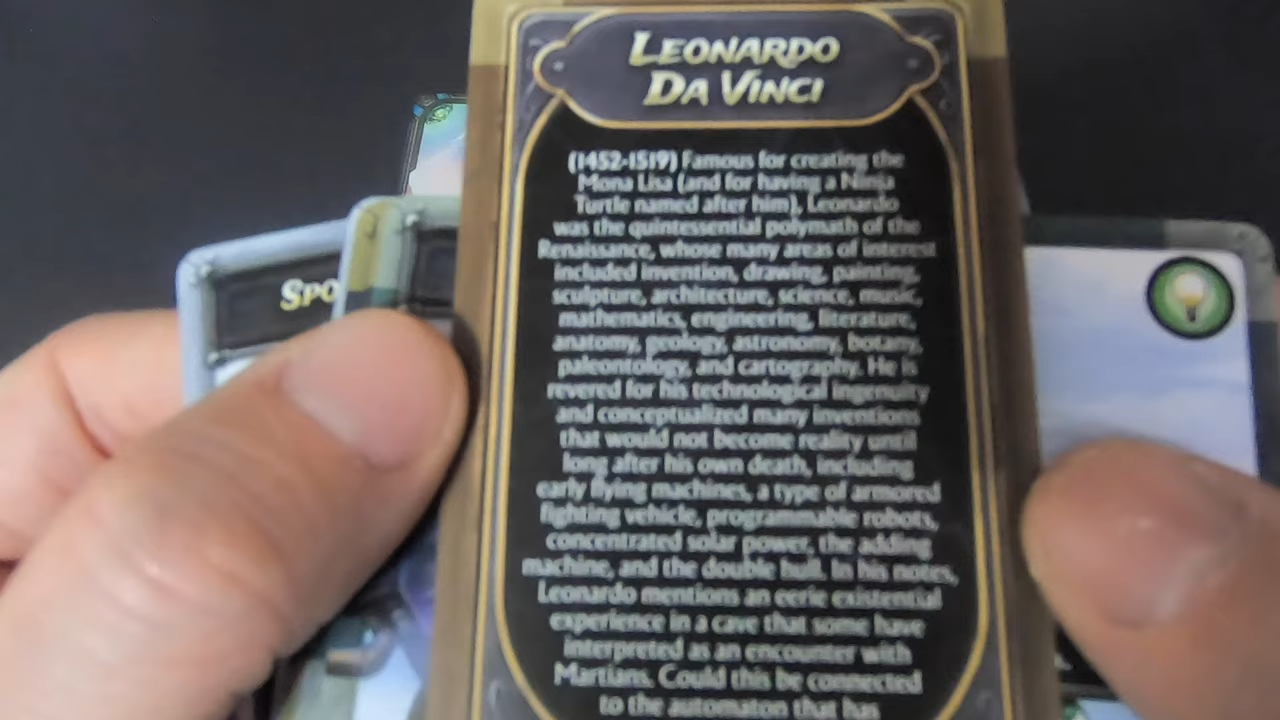 LEONARDO
DA VINCI
(1452-1519) Famous for creating the
Mona Lisa (and for having a Ninja
Turtle named after him), Leonardo
was the quintessential polymath of the
Renaissance, whose many areas of interest
included invention, drawing, painting,
sculpture, architecture, science, music,
mathematics, engineering, literature,
anatomy, geology, astronomy, botany,
paleontology, and cartography. He is
revered for his technological ingenuity
and conceptualized many inventions
that would not become reality until
long after his own death, including
early flying machines, a type of armored
fighting vehicle, programmable robots,
concentrated solar power, the adding
machine, and the double hull. In his notes,
Leonardo mentions an eerie existential
experience in a cave that some have
interpreted as an encounter with
Martians. Could this be connected
to the automaton that has
SPO